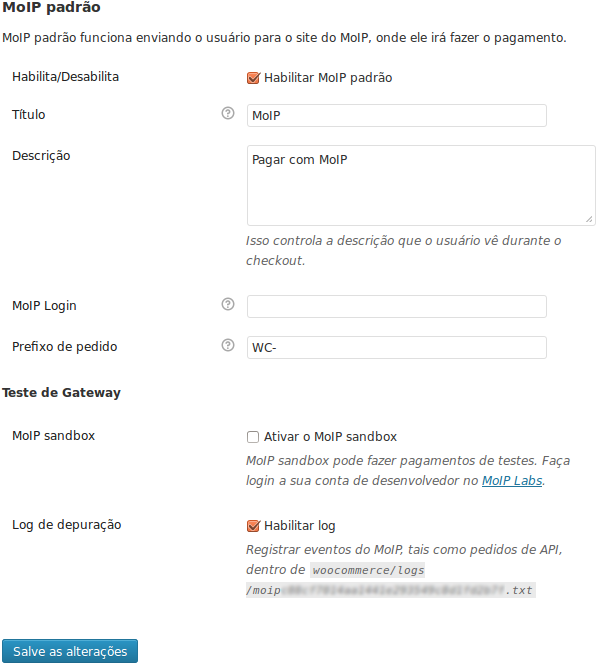 MoIP padrão
MoIP padrão funciona enviando o usuário para o site do MoIP, onde ele irá fazer o pagamento.
Habilita/Desabilita Habilitar MoIP padrão
Título ? MoIP
Descrição Pagar com MoIP
Isso controla a descrição que o usuário vê durante o
checkout.
MoIP Login ?
Prefixo de pedido ? WC-
Teste de Gateway
MoIP sandbox Ativar o MoIP sandbox
MoIP sandbox pode fazer pagamentos de testes. Faça
login a sua conta de desenvolvedor no MoIP Labs.
Log de depuração Habilitar log
Registrar eventos do MoIP, tais como pedidos de API,
dentro de woocommerce/logs
/moip .txt
Salve as alterações